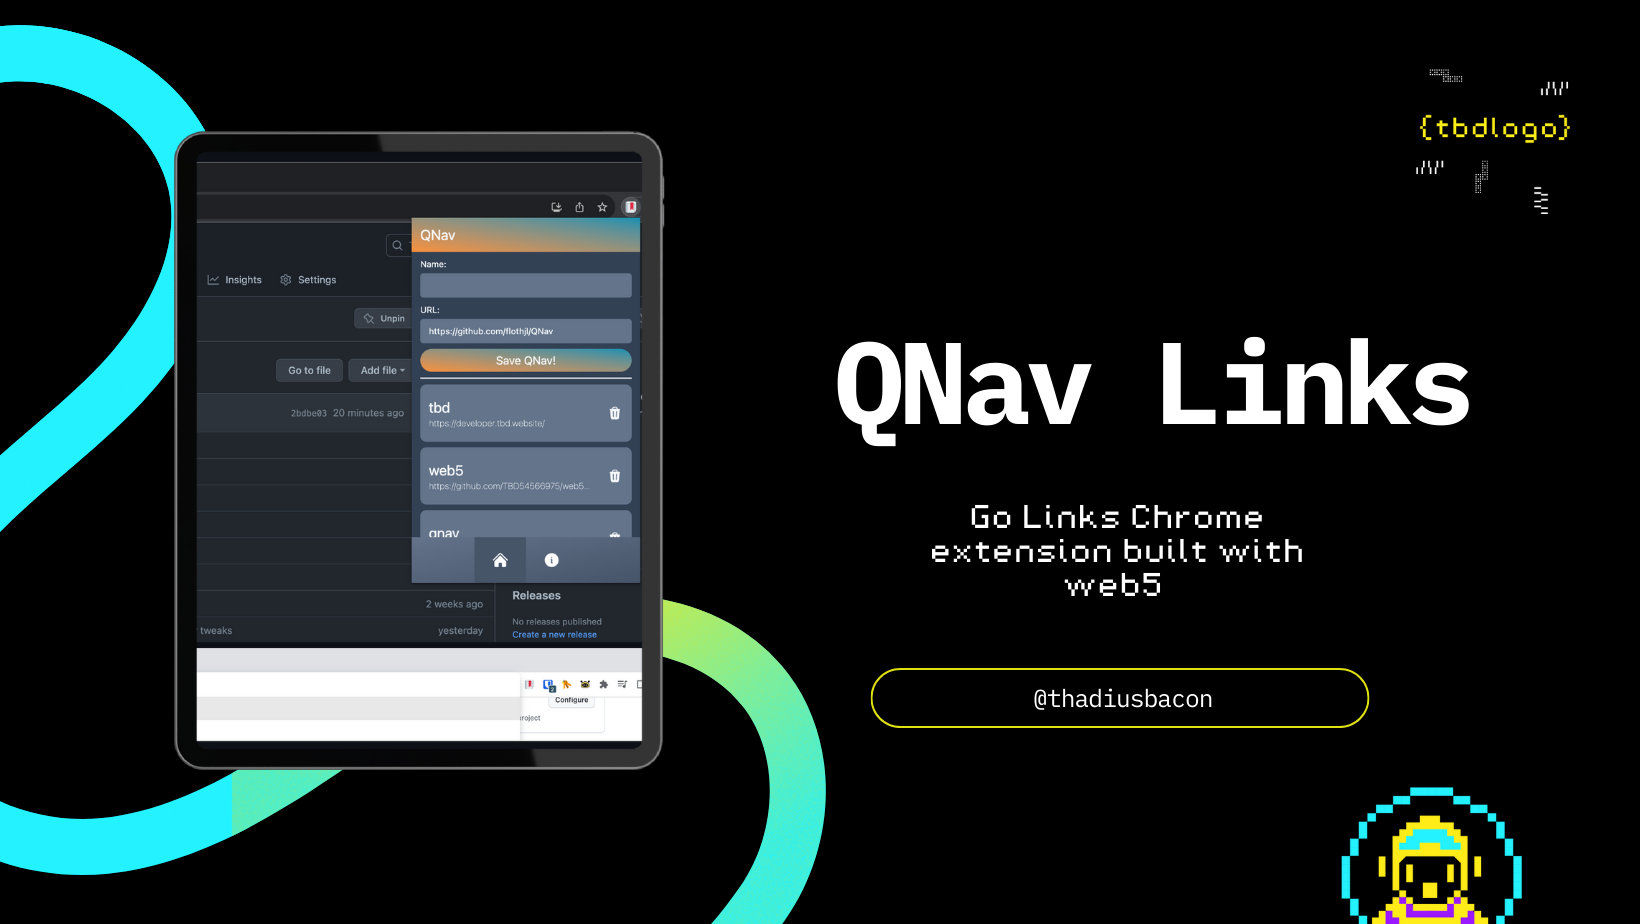 {tbdlogo}
QNav Links
Go Links Chrome
extension built with
web5
@thadiusbacon
QNav
Name:
URL:
https://github.com/flothjl/QNav
Save QNav!
tbd
https://developer.tbd.website/
web5
https://github.com/TBD54566975/web5...
qnav
Insights
Settings
Unpin
Go to file
Add file
2bdbe03 20 minutes ago
2 weeks ago
tweaks
yesterday
Releases
No releases published
Create a new release
Configure
roject